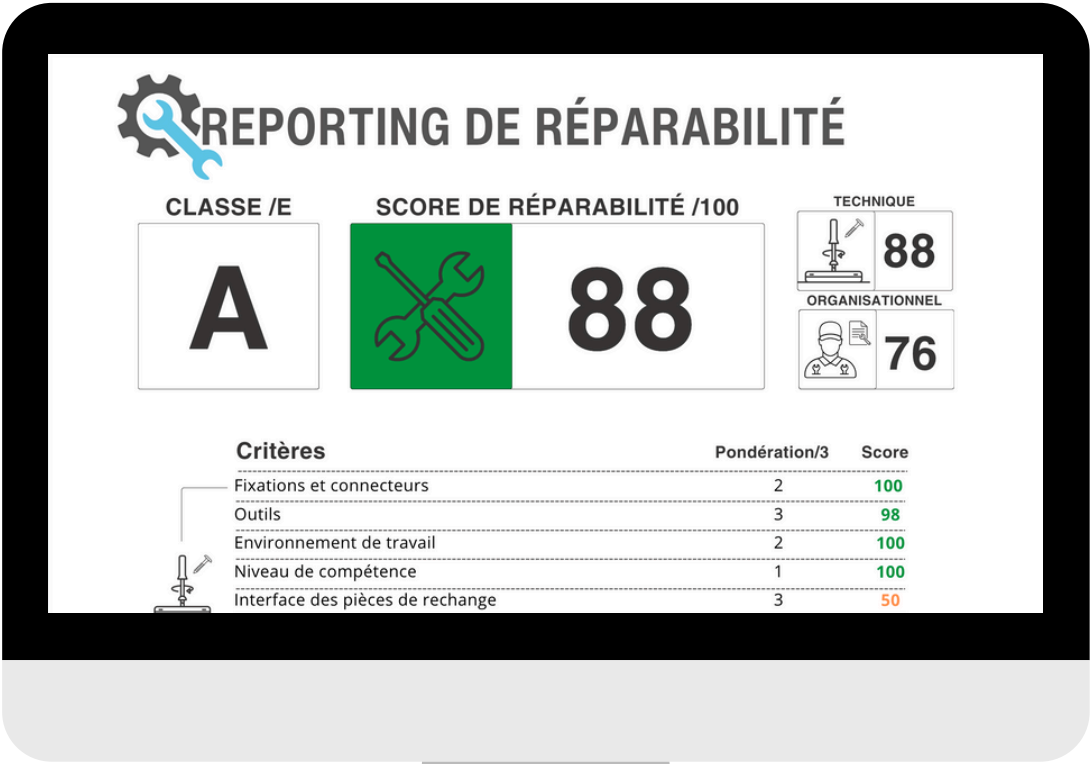 REPORTING DE RÉPARABILITÉ
CLASSE /E
A
SCORE DE RÉPARABILITÉ /100
88
TECHNIQUE
88
ORGANISATIONNEL
76
Critères Pondération/3 Score
Fixations et connecteurs 2 100
Outils 3 98
Environnement de travail 2 100
Niveau de compétence 1 100
Interface des pièces de rechange 3 50